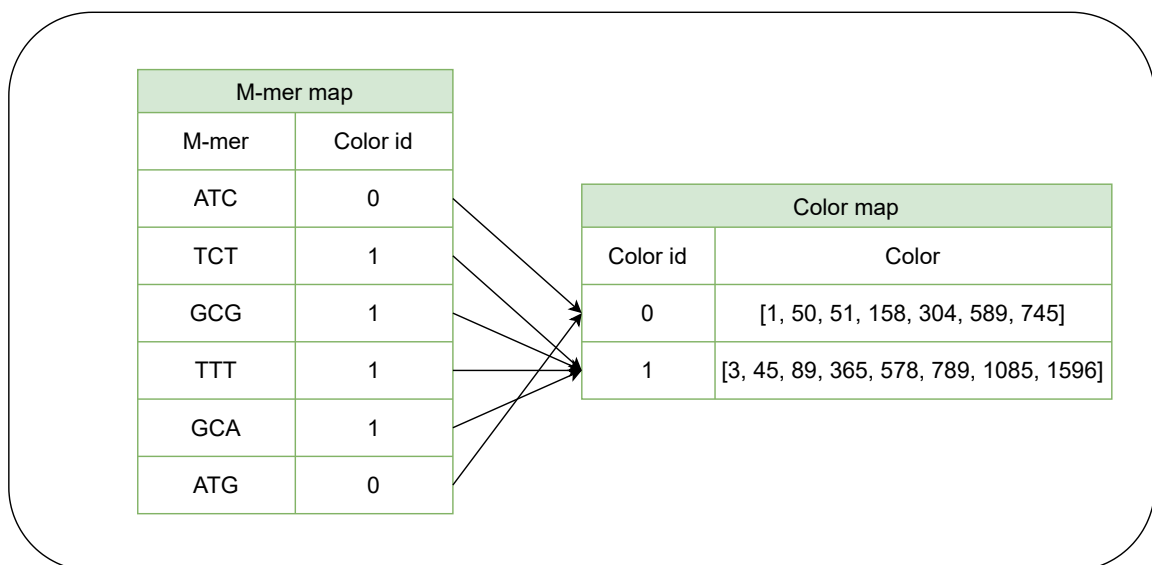 M-mer map
M-mer Color id
ATC 0
TCT 1
GCG 1
TTT 1
GCA 1
ATG 0
Color map
Color id Color
0 [1, 50, 51, 158, 304, 589, 745]
1 [3, 45, 89, 365, 578, 789, 1085, 1596]